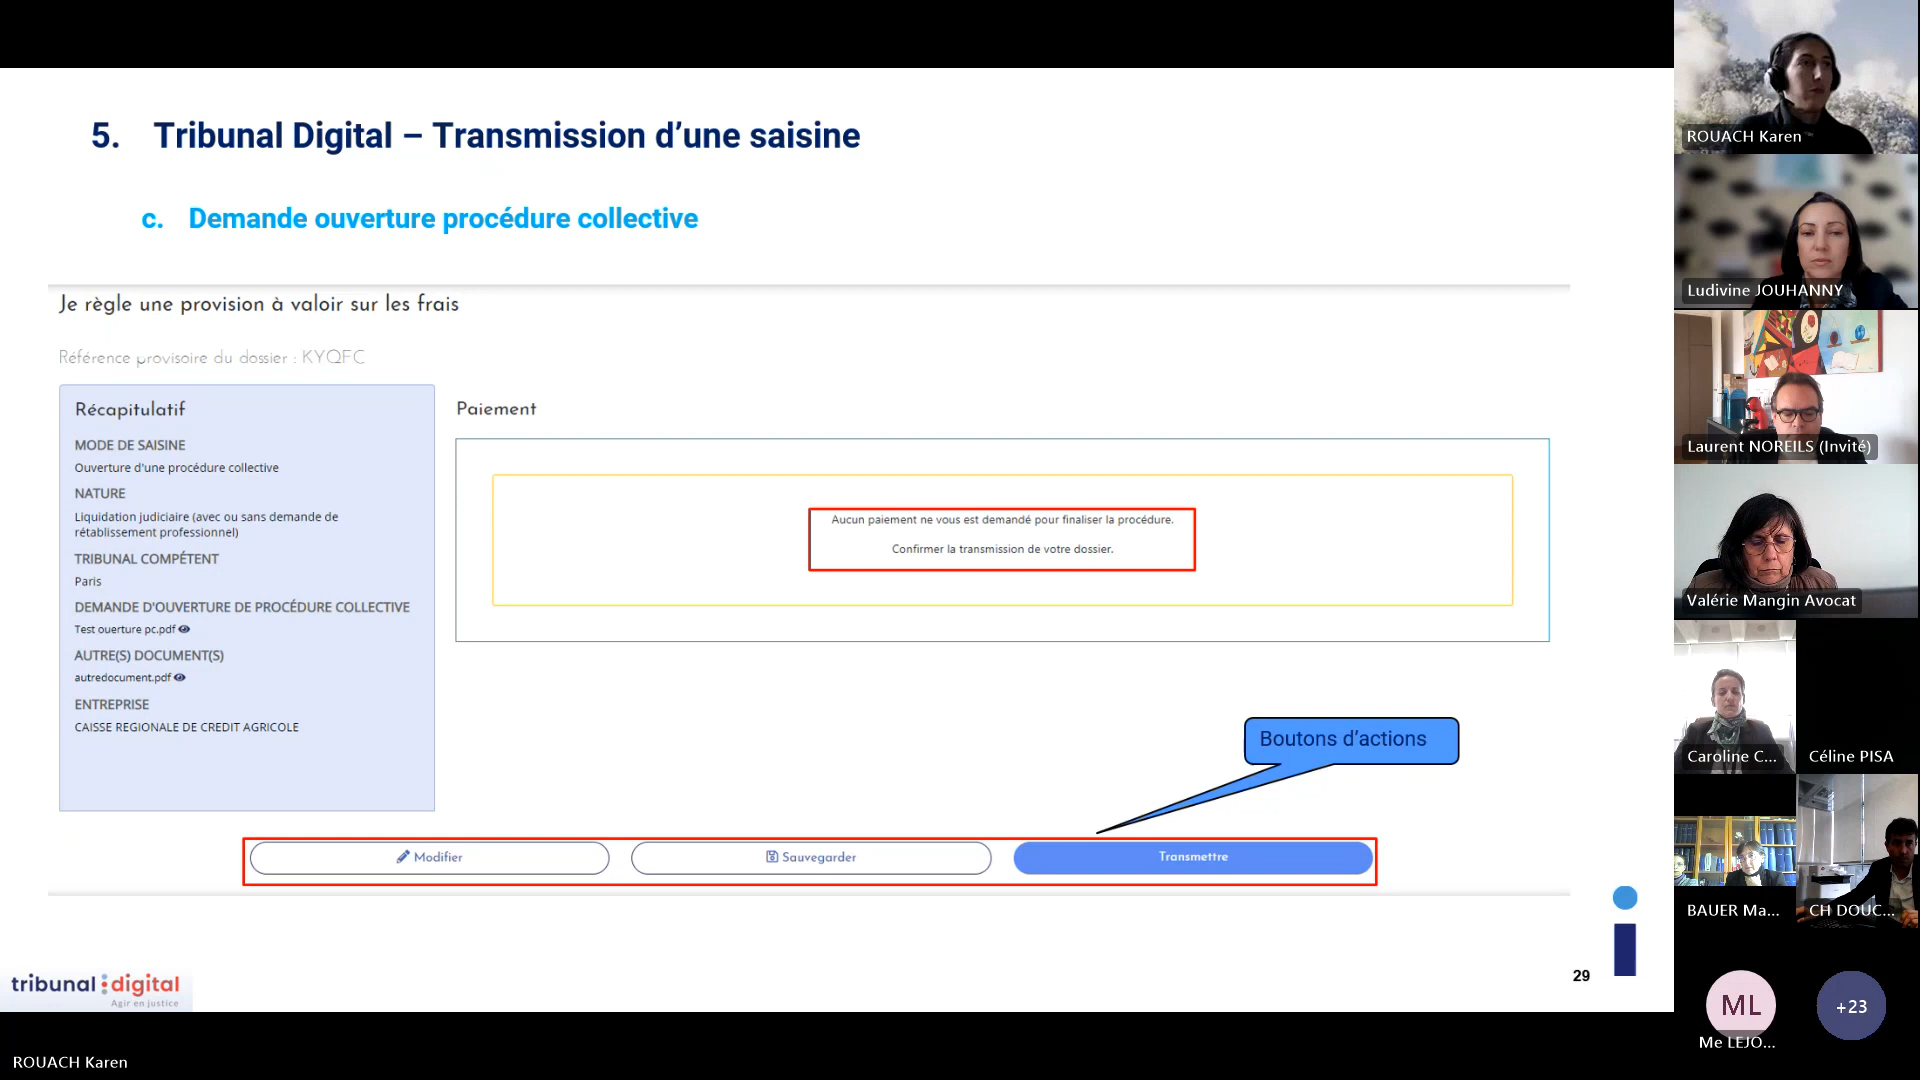 5. Tribunal Digital – Transmission d’une saisine
c. Demande ouverture procédure collective
Je règle une provision à valoir sur les frais
Référence provisoire du dossier : KYQFC
Récapitulatif
MODE DE SAISINE
Ouverture d'une procédure collective
NATURE
Liquidation judiciaire (avec ou sans demande de
rétablissement professionnel)
TRIBUNAL COMPÉTENT
Paris
DEMANDE D'OUVERTURE DE PROCÉDURE COLLECTIVE
Test ouerture pc.pdf
AUTRE(S) DOCUMENT(S)
autredocument.pdf
ENTREPRISE
CAISSE REGIONALE DE CREDIT AGRICOLE
Paiement
Aucun paiement ne vous est demandé pour finaliser la procédure.
Confirmer la transmission de votre dossier.
Boutons d’actions
Modifier
Sauvegarder
Transmettre
29
tribunal:digital
Agir en justice
ROUACH Karen
ROUACH Karen
Ludivine JOUHANNY
Laurent NOREILS (Invité)
Valérie Mangin Avocat
Caroline C...
Céline PISA
BAUER Ma...
CH DOUC...
ML
Me LEJO...
+23